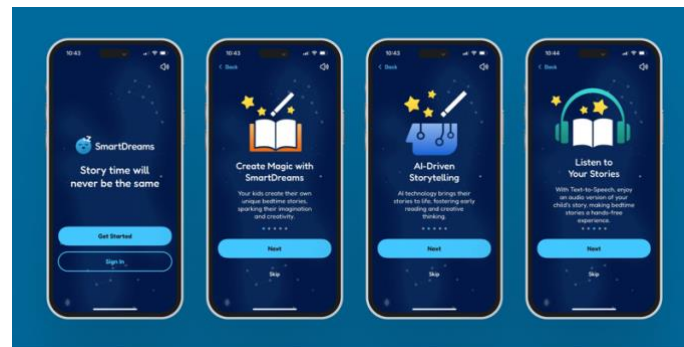 10:43
SmartDreams
Story time will
never be the same
Get Started
Sign In
10:43
Back
Create Magic with
SmartDreams
Your kids create their own
unique bedtime stories,
sparking their imagination
and creativity.
Next
Skip
10:43
Back
AI-Driven
Storytelling
AI technology brings their
stories to life, fostering early
reading and creative
thinking.
Next
Skip
10:44
Back
Listen to
Your Stories
With Text-to-Speech, enjoy
an audio version of your
child's story, making bedtime
stories a hands-free
experience.
Next
Skip